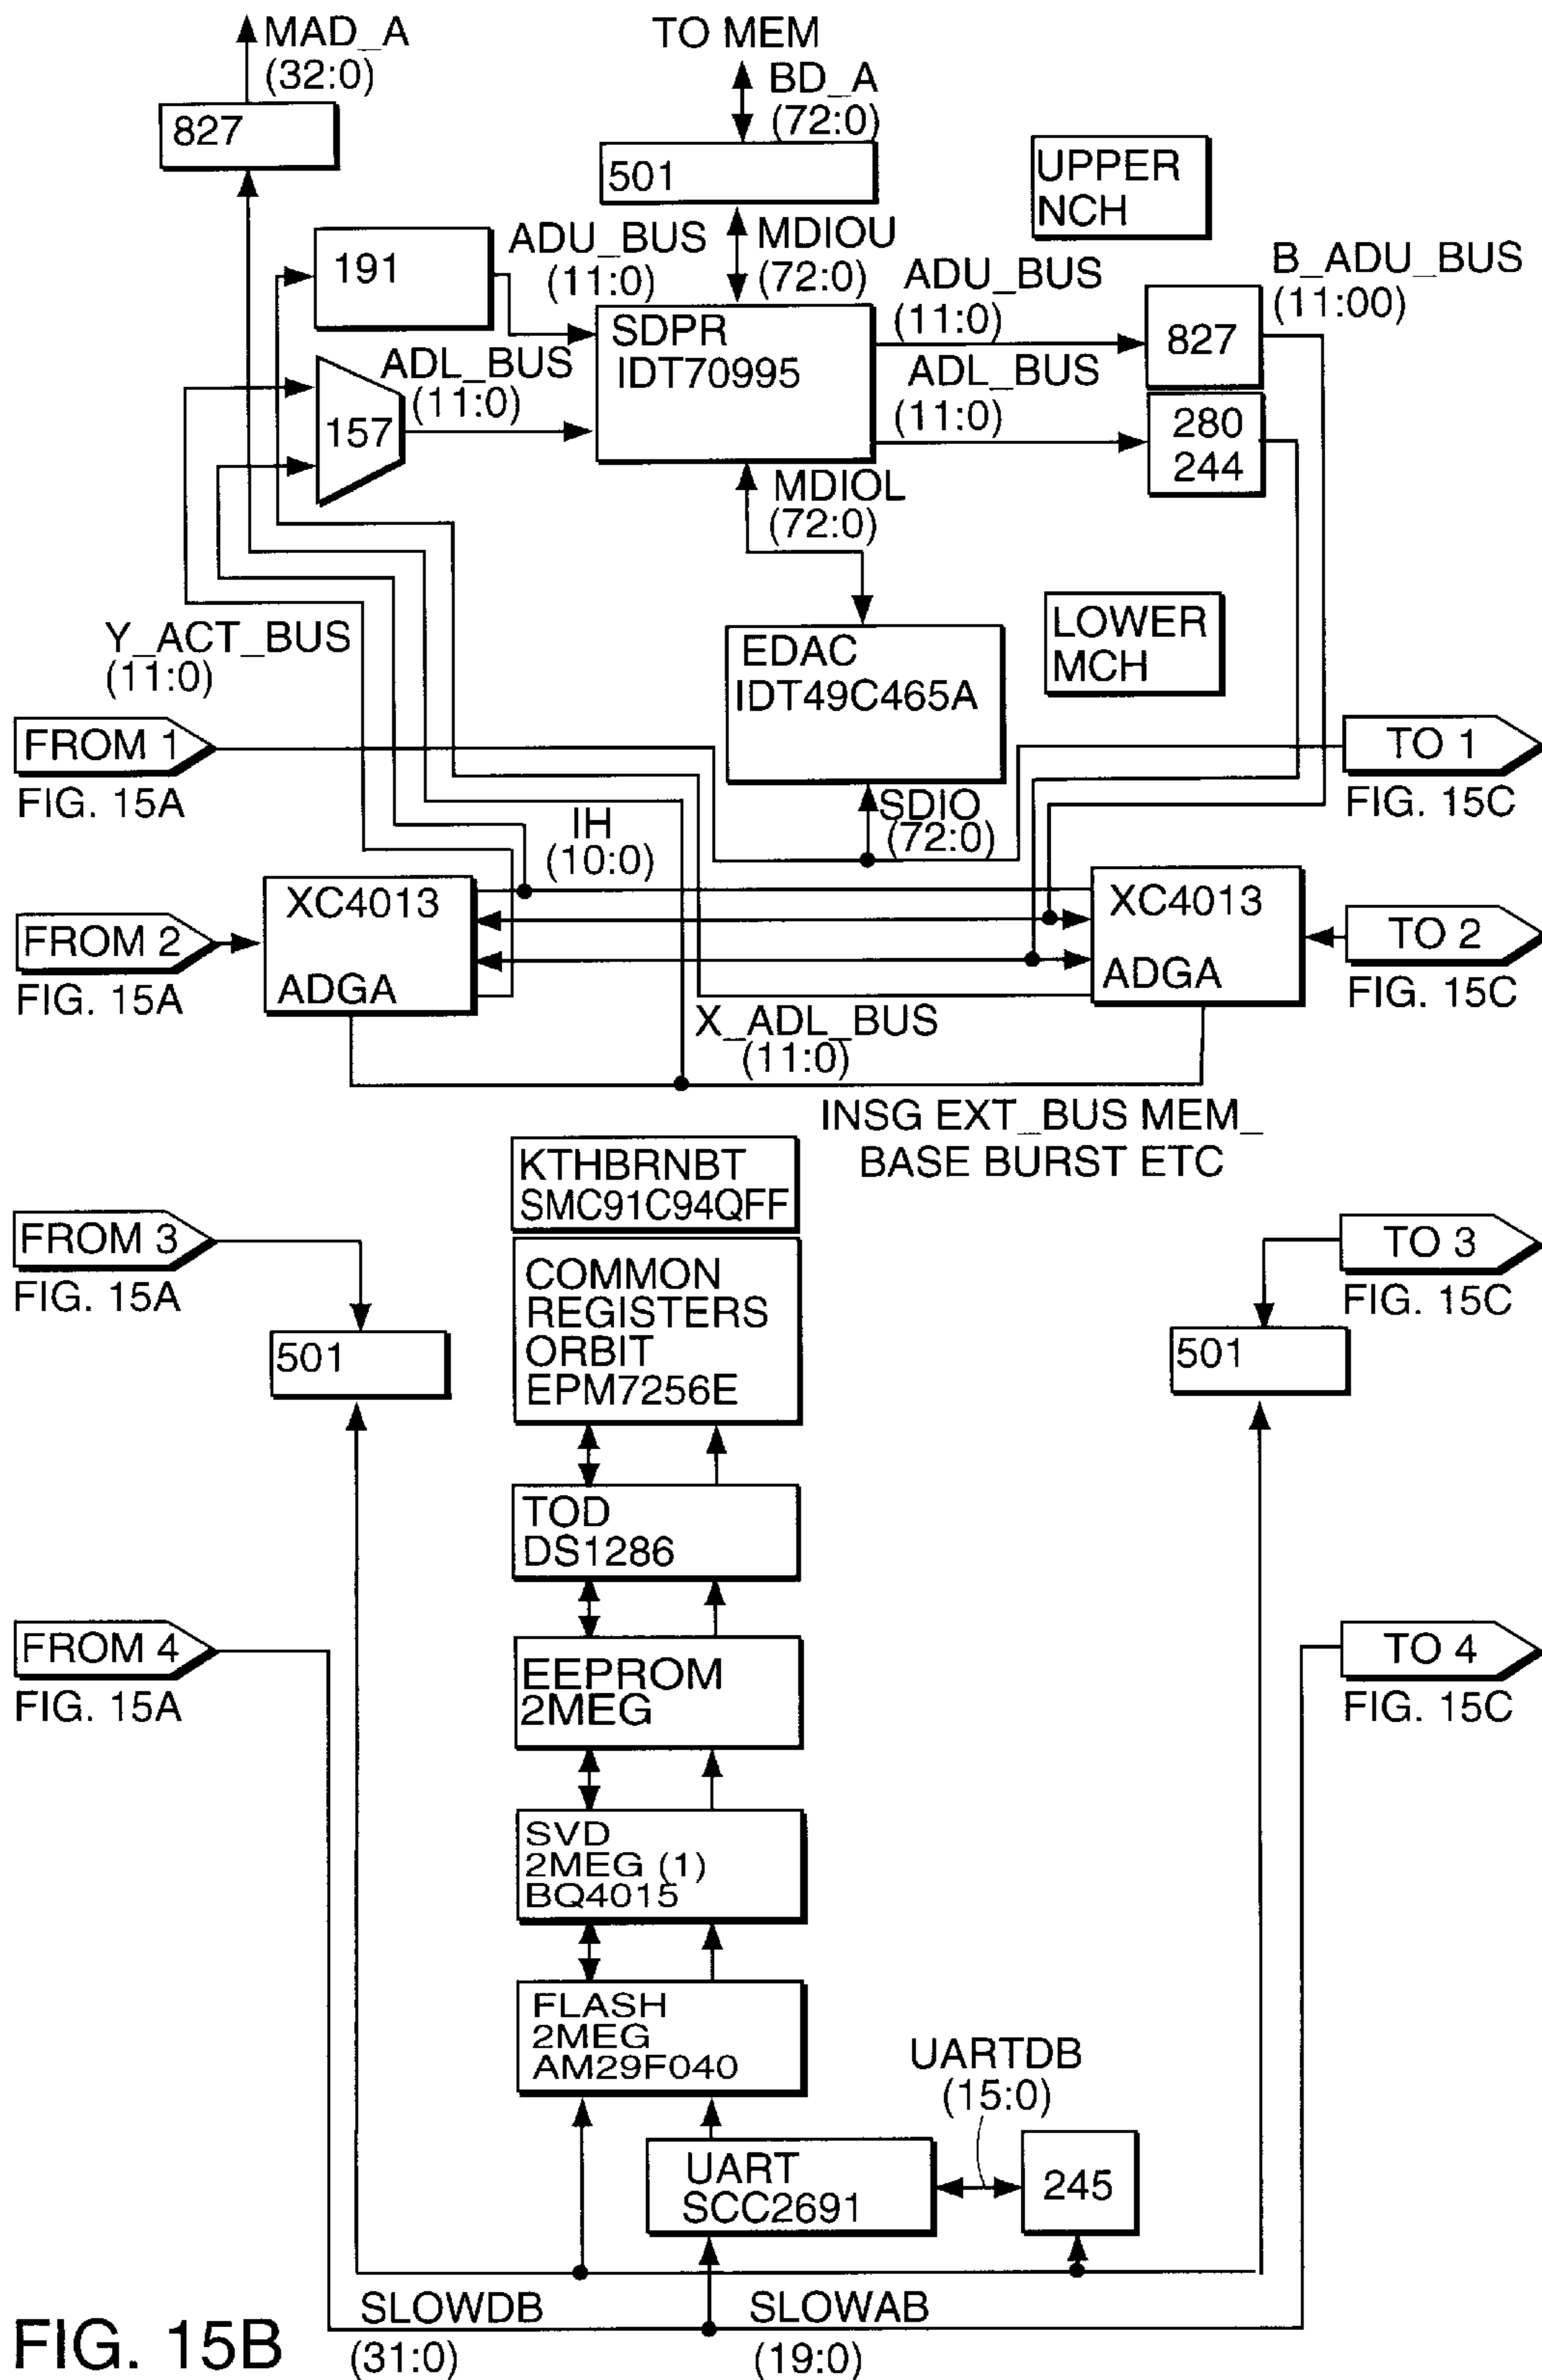 MAD_A
(32:0)
827
TO MEM
BD_A
(72:0)
501
UPPER
NCH
191
ADU_BUS
(11:0)
MDIOU
(72:0)
ADU_BUS
(11:0)
B_ADU_BUS
(11:00)
827
SDPR
IDT70995
157
ADL_BUS
(11:0)
ADL_BUS
(11:0)
280
244
MDIOL
(72:0)
Y_ACT_BUS
(11:0)
EDAC
IDT49C465A
LOWER
MCH
FROM 1
FIG. 15A
TO 1
FIG. 15C
SDIO
(72:0)
IH
(10:0)
XC4013
ADGA
XC4013
ADGA
FROM 2
FIG. 15A
TO 2
FIG. 15C
X_ADL_BUS
(11:0)
INSG EXT_BUS MEM_
BASE BURST ETC
KTHBRNBT
SMC91C94QFF
FROM 3
FIG. 15A
TO 3
FIG. 15C
COMMON
REGISTERS
ORBIT
EPM7256E
501
501
TOD
DS1286
FROM 4
FIG. 15A
TO 4
FIG. 15C
EEPROM
2MEG
SVD
2MEG (1)
BQ4015
FLASH
2MEG
AM29F040
UARTDB
(15:0)
UART
SCC2691
245
SLOWDB
(31:0)
SLOWAB
(19:0)
FIG. 15B